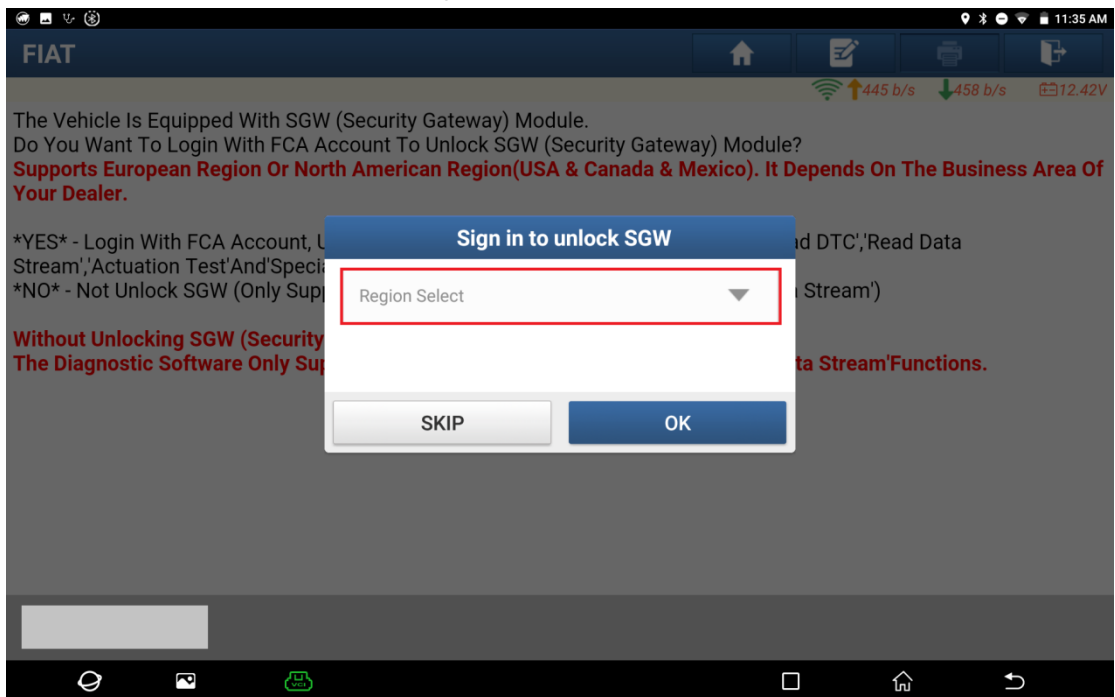 11:35 AM
FIAT
445 b/s 458 b/s 12.42V
The Vehicle Is Equipped With SGW (Security Gateway) Module.
Do You Want To Login With FCA Account To Unlock SGW (Security Gateway) Module?
Supports European Region Or North American Region(USA & Canada & Mexico). It Depends On The Business Area Of
Your Dealer.
*YES* - Login With FCA Account, DTC','Read Data
Stream','Actuation Test'And'
*NO* - Not Unlock SGW (Only Stream')
Without Unlocking SGW (Security
The Diagnostic Software Only Stream'Functions.
Sign in to unlock SGW
Region Select
SKIP
OK
VCI